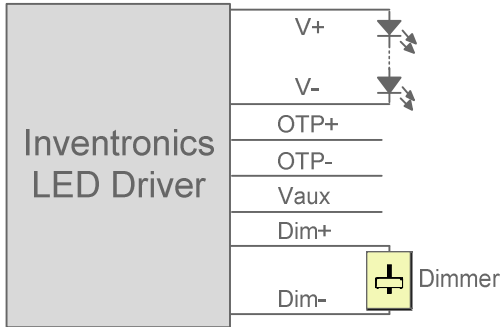 V+
V-
Inventronics
LED Driver
OTP+
OTP-
Vaux
Dim+
Dimmer
Dim-